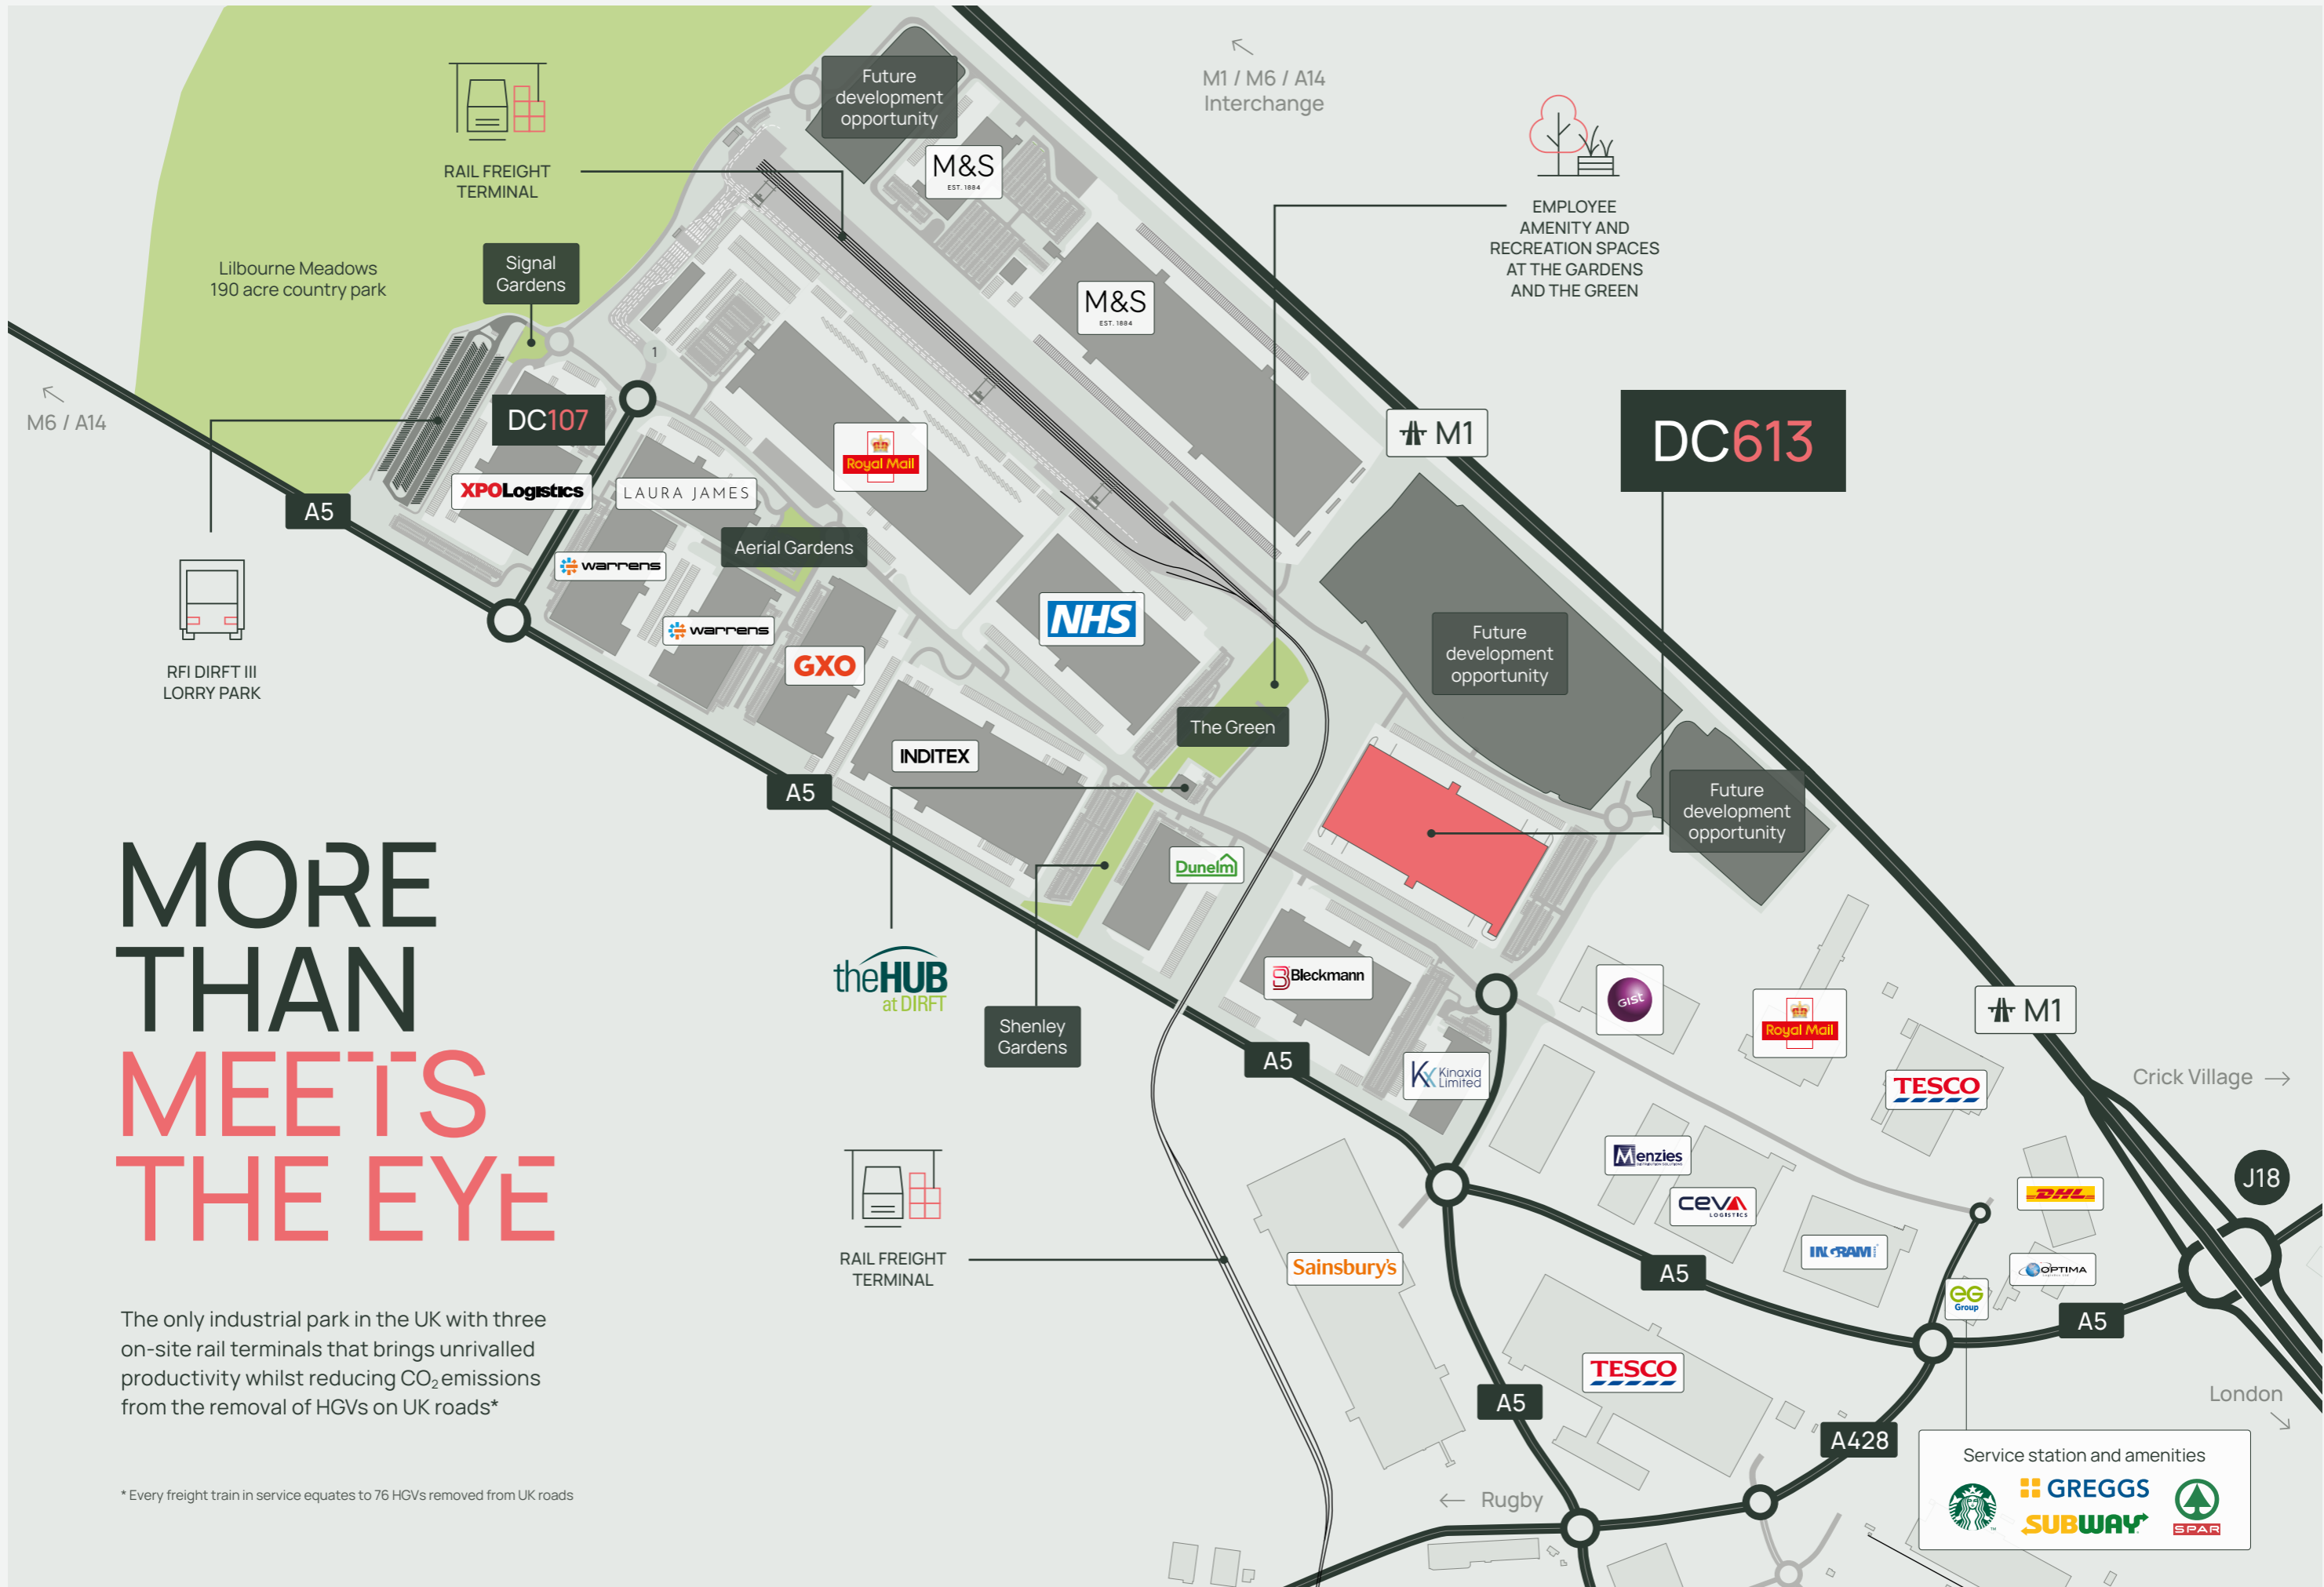 Future
development
opportunity
M1 / M6 / A14
Interchange
RAIL FREIGHT
TERMINAL
M&S
EST. 1884
EMPLOYEE
AMENITY AND
RECREATION SPACES
AT THE GARDENS
AND THE GREEN
Lilbourne Meadows
190 acre country park
Signal
Gardens
M&S
EST. 1884
1
M6 / A14
DC107
M1
DC613
Royal Mail
XPOLogistics
LAURA JAMES
A5
Aerial Gardens
warrens
warrens
NHS
GXO
Future
development
opportunity
RFI DIRFT III
LORRY PARK
The Green
INDITEX
A5
Future
development
opportunity
Dunelm
MORE
THAN
MEETS
THE EYE
theHUB
at DIRFT
Bleckmann
GIST
Royal Mail
M1
Shenley
Gardens
A5
Kinaxia
Limited
TESCO
Crick Village
Menzies
J18
CEVA
LOGISTICS
DHL
RAIL FREIGHT
TERMINAL
Sainsbury's
INGRAM
OPTIMA
A5
eG
Group
A5
The only industrial park in the UK with three
on-site rail terminals that brings unrivalled
productivity whilst reducing CO₂ emissions
from the removal of HGVs on UK roads*
TESCO
A5
London
A428
Service station and amenities
GREGGS
SUBWAY
SPAR
Rugby
* Every freight train in service equates to 76 HGVs removed from UK roads